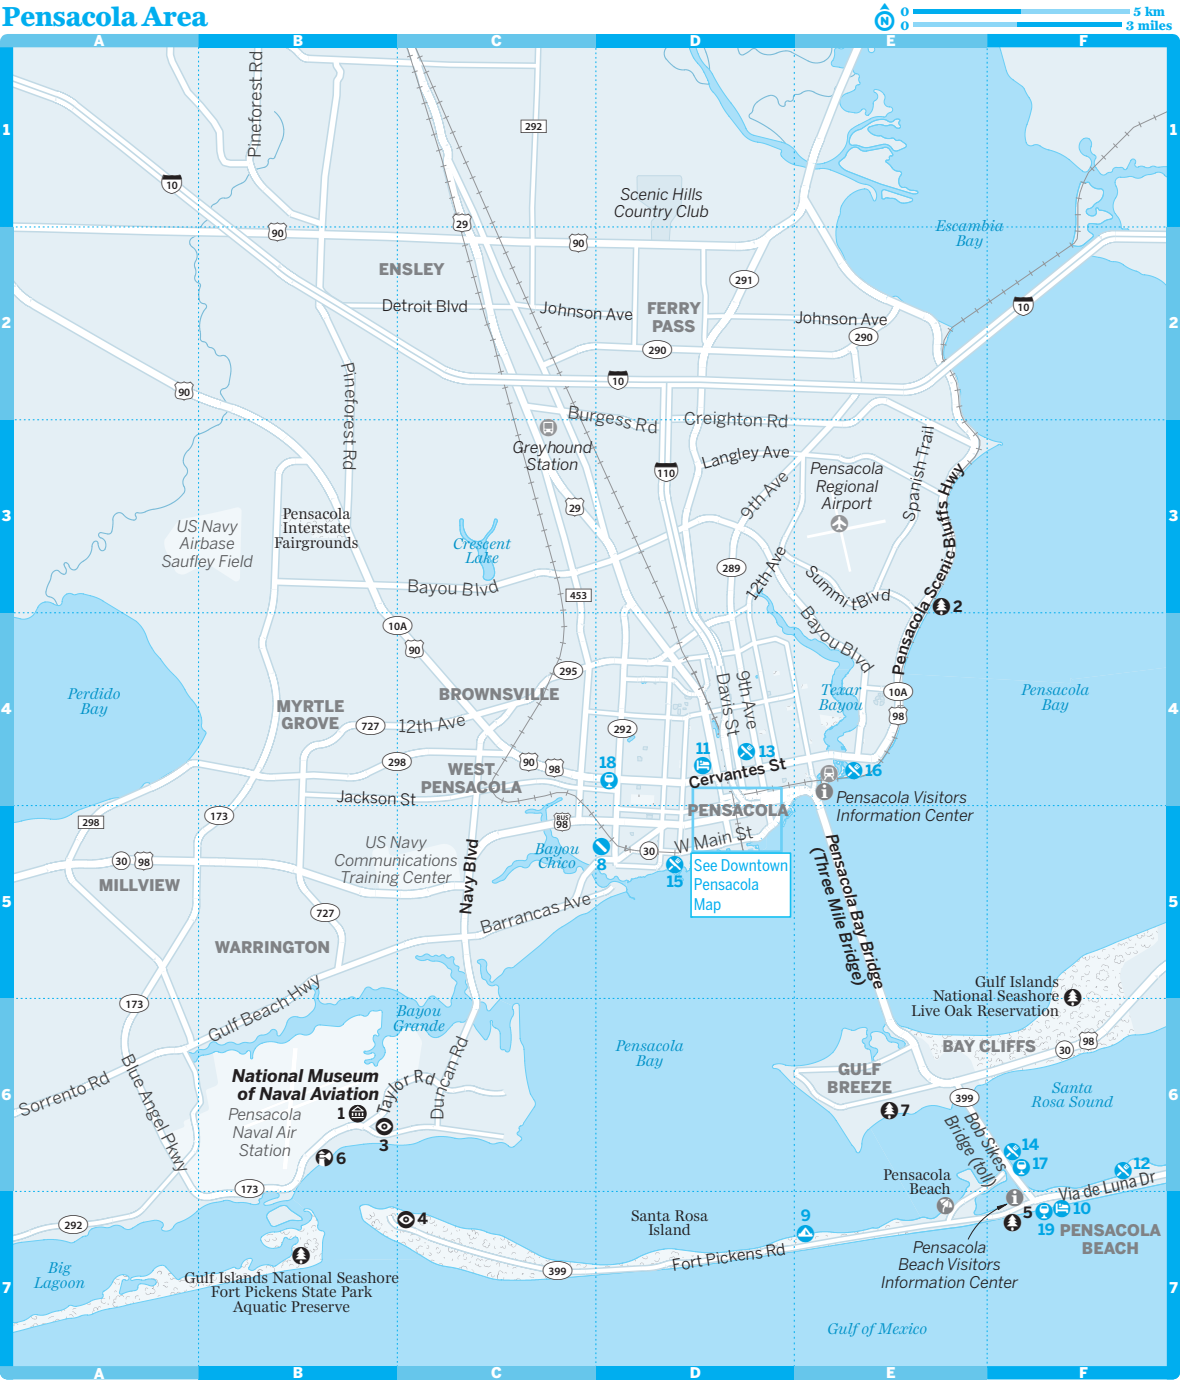 Pensacola Area
0 5 km
0 3 miles
N
A B C D E F
1 1
Pineforest Rd
292
10
Scenic Hills
Country Club
29
90
90
Escambia
Bay
ENSLEY
291
Detroit Blvd
Johnson Ave
FERRY
PASS
Johnson Ave
10
2 2
290
290
10
90
Pineforest Rd
Burgess Rd
Creighton Rd
Greyhound
Station
Langley Ave
110
Pensacola
Regional
Airport
Spanish Trail
9th Ave
29
3 3
US Navy
Airbase
Saufley Field
Pensacola
Interstate
Fairgrounds
Crescent
Lake
Pensacola Scenic Bluffs Hwy
289
12th Ave
Summit Blvd
Bayou Blvd
453
2
10A
90
Bayou Blvd
295
Perdido
Bay
BROWNSVILLE
Davis St
9th Ave
Texar
Bayou
10A
98
Pensacola
Bay
MYRTLE
GROVE
4 4
727
12th Ave
292
298
90
98
18
11
13
16
WEST
PENSACOLA
Cervantes St
Jackson St
PENSACOLA
Pensacola Visitors
Information Center
173
298
BUS
98
W Main St
30
US Navy
Communications
Training Center
Bayou
Chico
8
15
See Downtown
Pensacola
Map
30
98
MILLVIEW
Navy Blvd
Pensacola Bay Bridge
(Three Mile Bridge)
5 5
727
Barrancas Ave
WARRINGTON
Gulf Beach Hwy
Gulf Islands
National Seashore
Live Oak Reservation
173
Bayou
Grande
Pensacola
Bay
BAY CLIFFS
30
98
GULF
BREEZE
Santa
Rosa Sound
National Museum
of Naval Aviation
Taylor Rd
Duncan Rd
Sorrento Rd
Blue Angel Pkwy
6 6
399
1
3
7
Pensacola
Naval Air
Station
6
Bob Sikes
Bridge (toll)
14
17
12
Pensacola
Beach
Via de Luna Dr
173
292
4
Santa Rosa
Island
9
5
19
10
PENSACOLA
BEACH
Fort Pickens Rd
Pensacola
Beach Visitors
Information Center
399
Big
Lagoon
Gulf Islands National Seashore
Fort Pickens State Park
Aquatic Preserve
7 7
Gulf of Mexico
A B C D E F